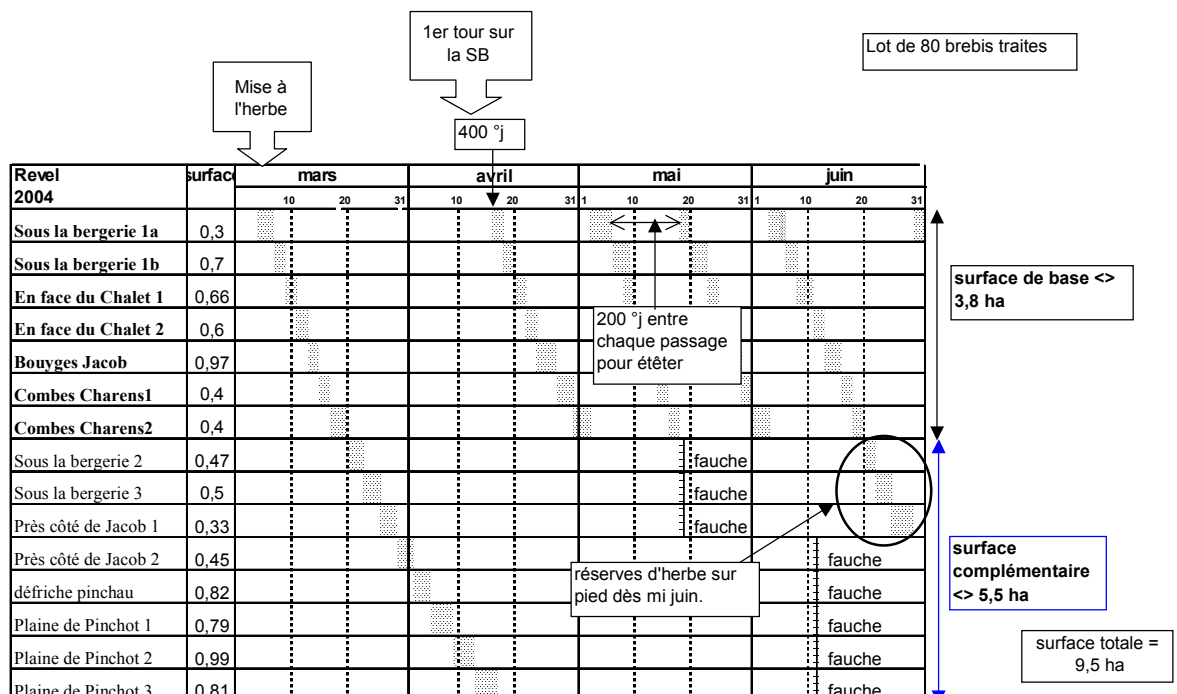 1er tour sur
la SB
Lot de 80 brebis traites
Mise à
l'herbe
400 °j
Revel surface mars avril mai juin
2004 10 20 31 10 20 31 1 10 20 31 1 10 20 31
Sous la bergerie 1a 0,3
Sous la bergerie 1b 0,7
En face du Chalet 1 0,66
En face du Chalet 2 0,6
Bouyges Jacob 0,97
Combes Charens1 0,4
Combes Charens2 0,4
200 °j entre
chaque passage
pour étêter
surface de base <>
3,8 ha
Sous la bergerie 2 0,47 fauche
Sous la bergerie 3 0,5 fauche
Près côté de Jacob 1 0,33 fauche
Près côté de Jacob 2 0,45 fauche
défriche pinchau 0,82 fauche
Plaine de Pinchot 1 0,79 fauche
Plaine de Pinchot 2 0,99 fauche
Plaine de Pinchot 3 0,81 fauche
réserves d'herbe sur
pied dès mi juin.
surface
complémentaire
<> 5,5 ha
surface totale =
9,5 ha